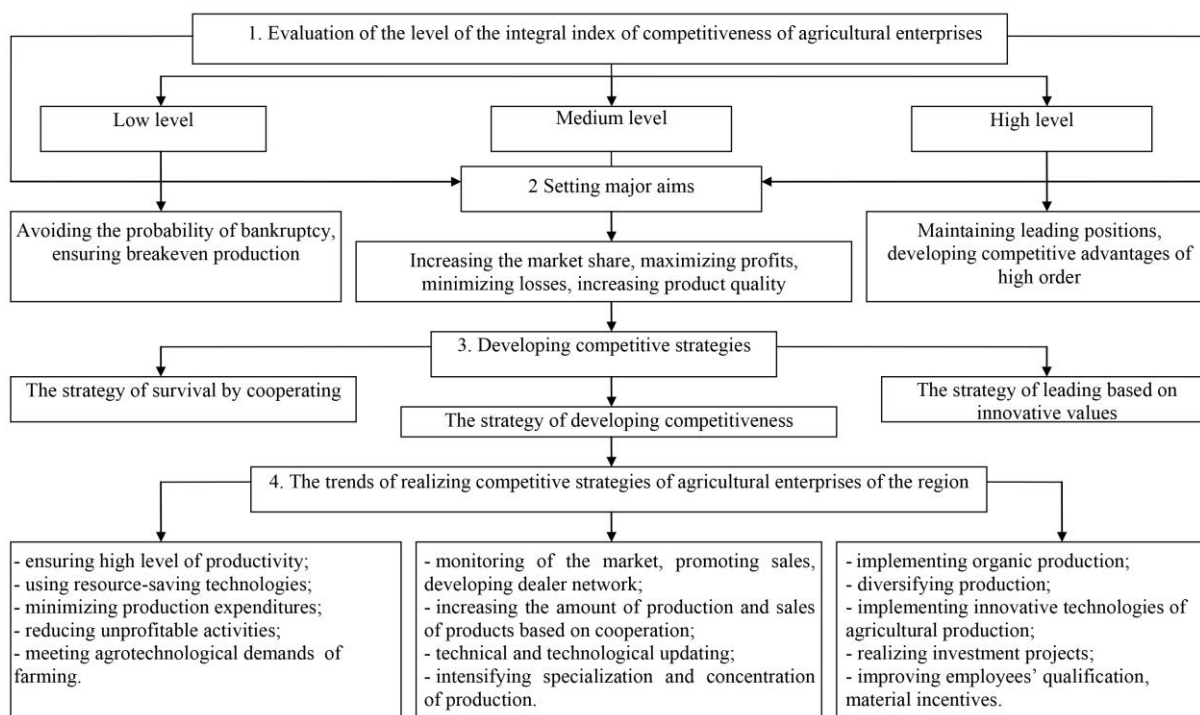 1. Evaluation of the level of the integral index of competitiveness of agricultural enterprises
Low level
Medium level
High level
2 Setting major aims
Avoiding the probability of bankruptcy,
ensuring breakeven production
Increasing the market share, maximizing profits,
minimizing losses, increasing product quality
Maintaining leading positions,
developing competitive advantages of
high order
3. Developing competitive strategies
The strategy of survival by cooperating
The strategy of developing competitiveness
The strategy of leading based on
innovative values
4. The trends of realizing competitive strategies of agricultural enterprises of the region
- ensuring high level of productivity;
- using resource-saving technologies;
- minimizing production expenditures;
- reducing unprofitable activities;
- meeting agrotechnological demands of
farming.
- monitoring of the market, promoting sales,
developing dealer network;
- increasing the amount of production and sales
of products based on cooperation;
- technical and technological updating;
- intensifying specialization and concentration
of production.
- implementing organic production;
- diversifying production;
- implementing innovative technologies of
agricultural production;
- realizing investment projects;
- improving employees’ qualification,
material incentives.